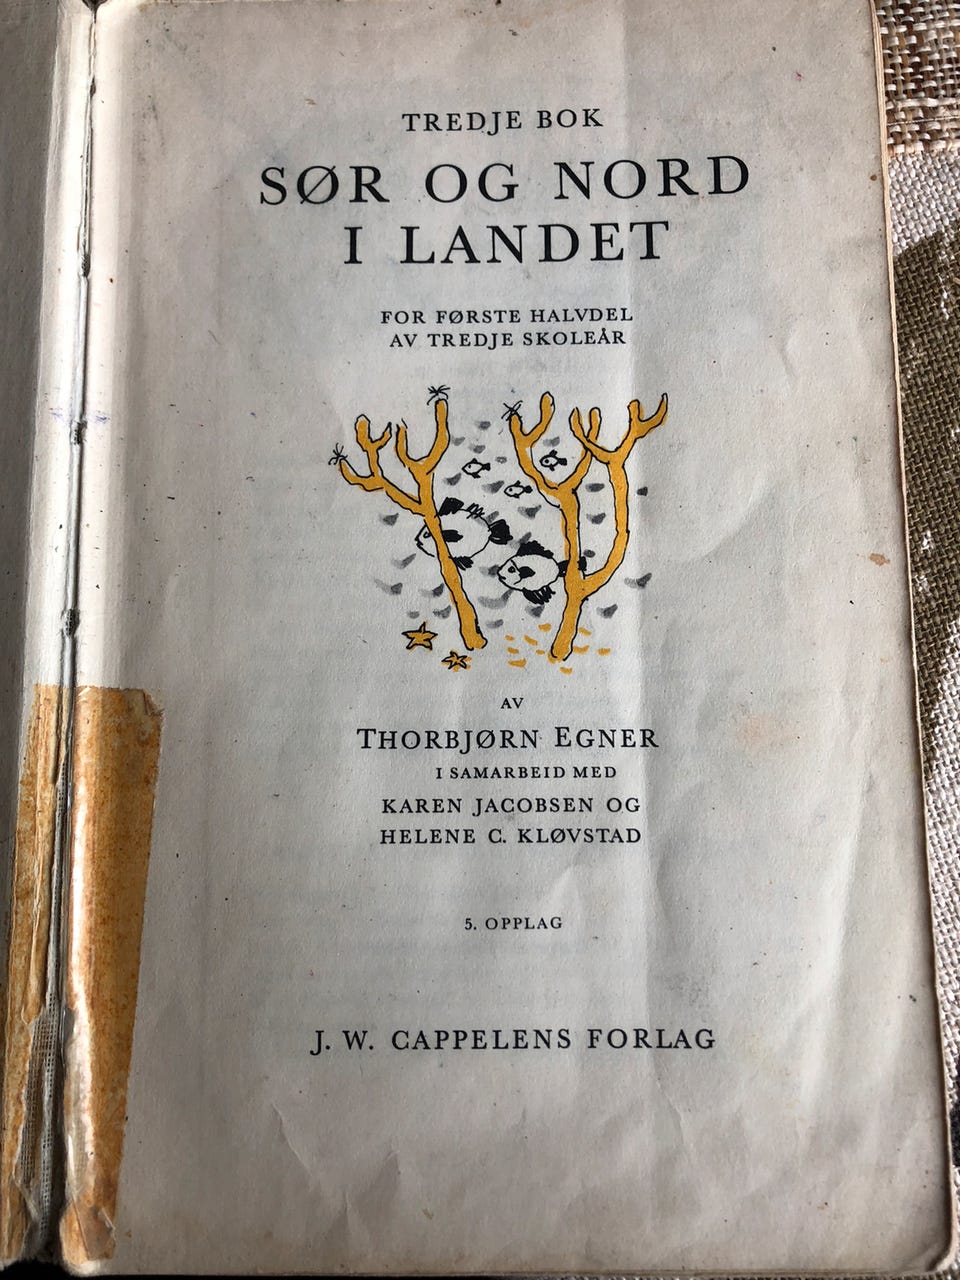 TREDJE BOK
SØR OG NORD
I LANDET
FOR FØRSTE HALVDEL
AV TREDJE SKOLEÅR
AV
THORBJØRN EGNER
I SAMARBEID MED
KAREN JACOBSEN OG
HELENE C. KLØVSTAD
5. OPPLAG
J. W. CAPPELENS FORLAG